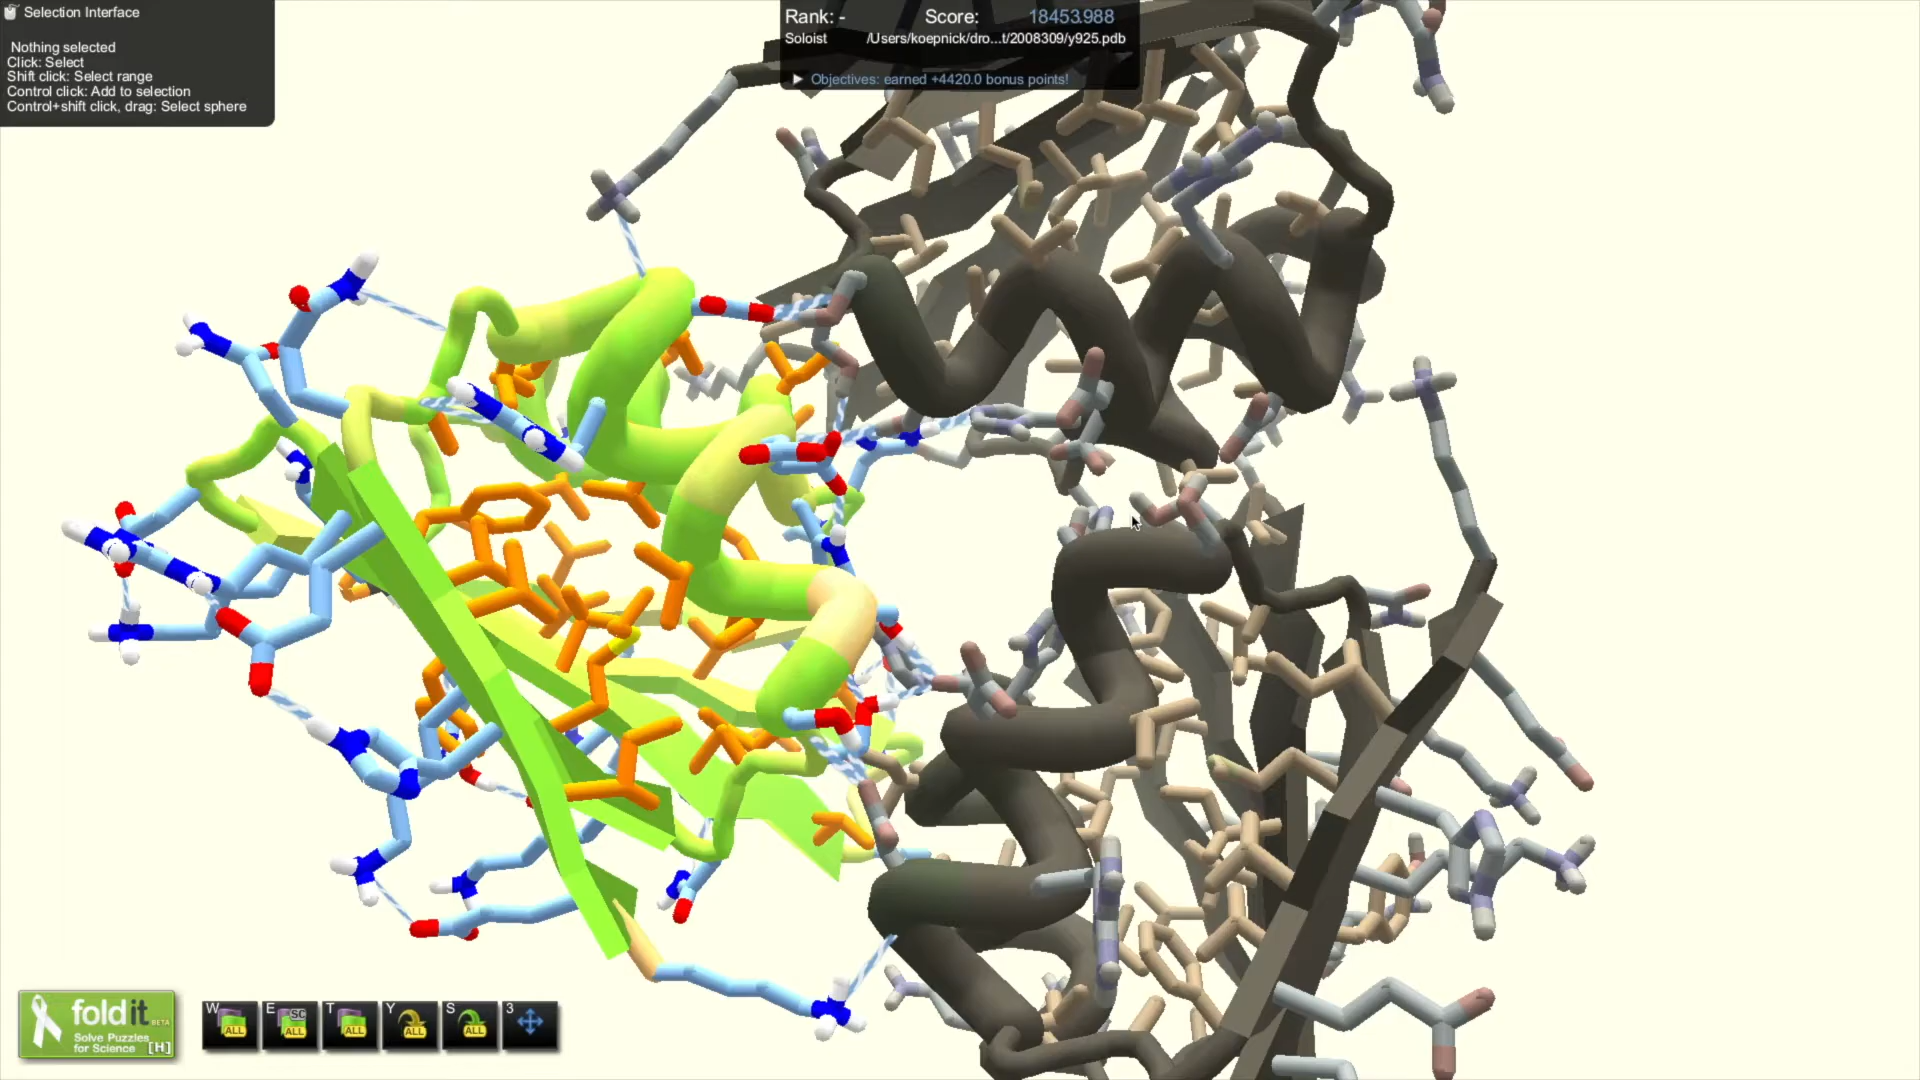 Selection Interface
Nothing selected
Click: Select
Shift click: Select range
Control click: Add to selection
Control+shift click, drag: Select sphere
Rank: - Score: 18453.988
Soloist /Users/koepnick/dro...t/2008309/y925.pdb
Objectives: earned +4420.0 bonus points!
foldit BETA
Solve Puzzles
for Science [H]
W ALL
E SC ALL
T ALL
Y ALL
S ALL
3